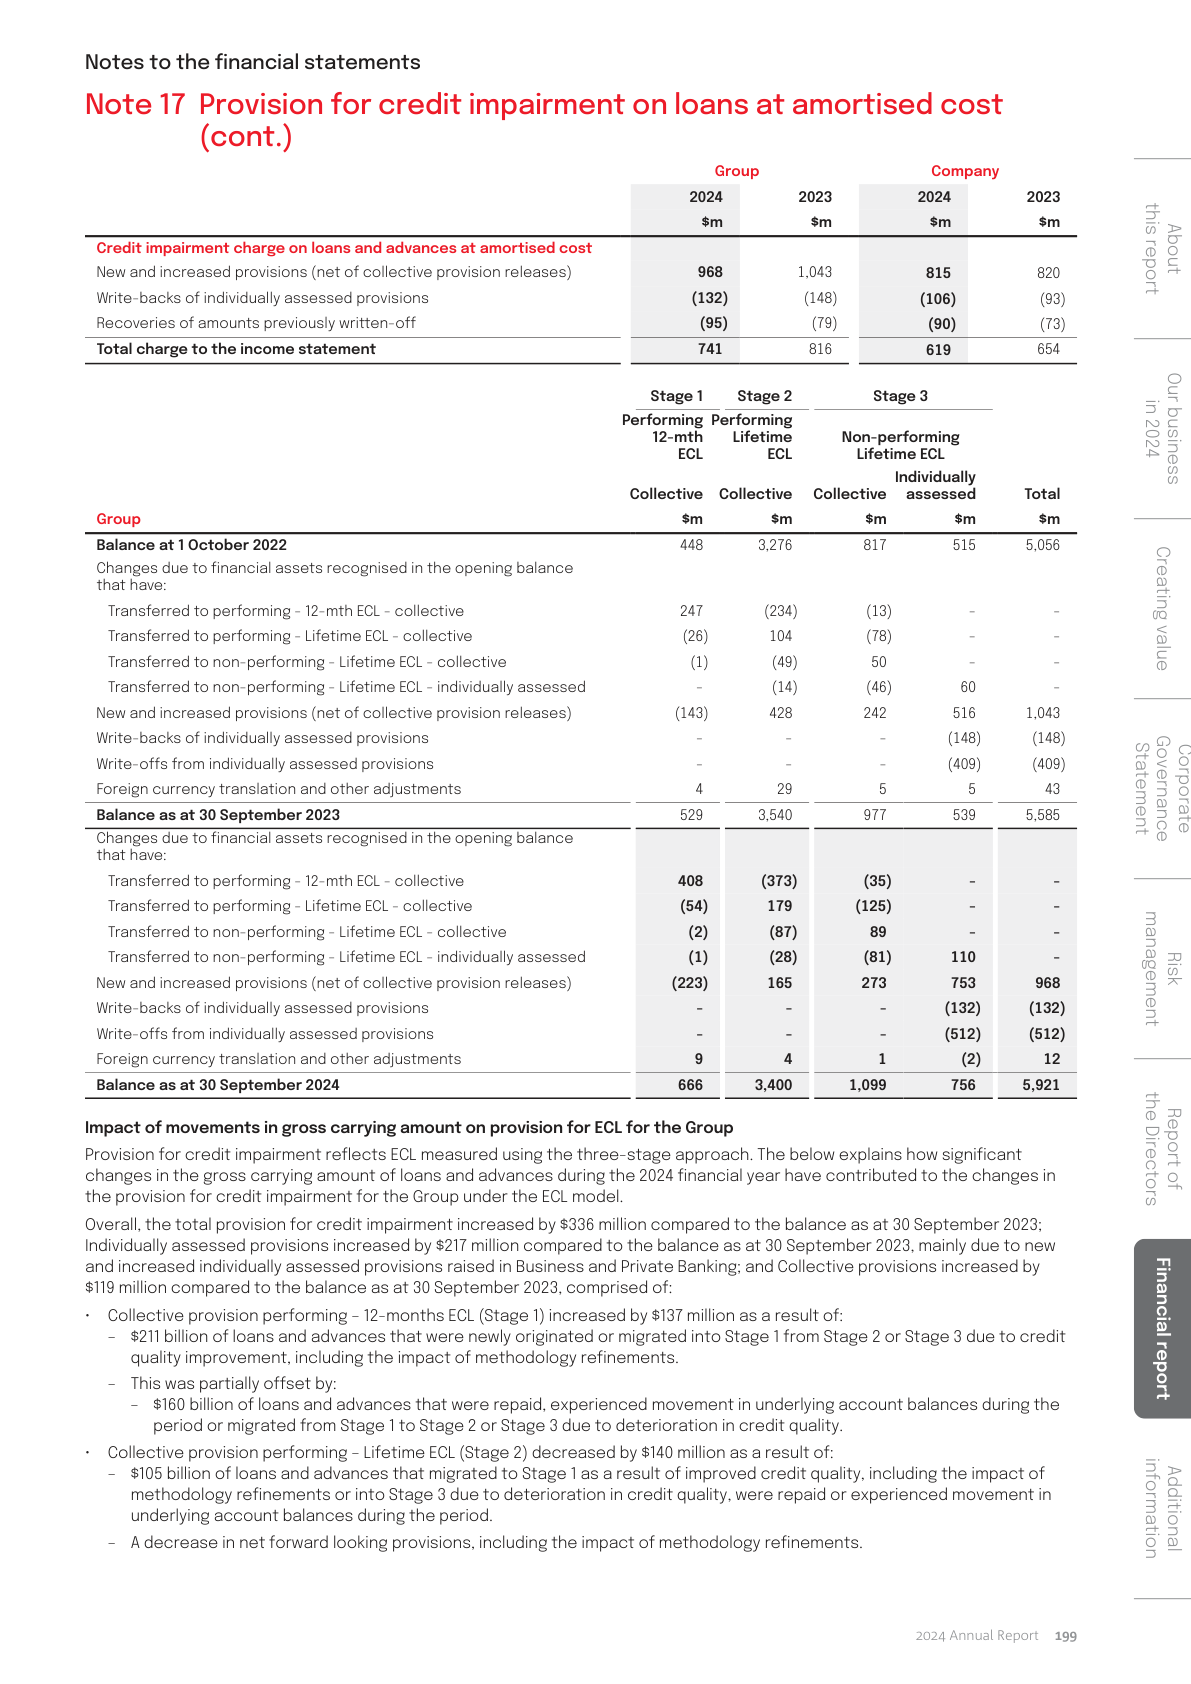 Notes to the financial statements
Note 17 Provision for credit impairment on loans at amortised cost
(cont.)
Group Company
2024 2023 2024 2023
$m $m $m $m
Credit impairment charge on loans and advances at amortised cost
New and increased provisions (net of collective provision releases) 968 1,043 815 820
Write-backs of individually assessed provisions (132) (148) (106) (93)
Recoveries of amounts previously written-off (95) (79) (90) (73)
Total charge to the income statement 741 816 619 654
Stage 1 Stage 2 Stage 3
Performing Performing
12-mth Lifetime Non-performing
ECL ECL Lifetime ECL
Individually
Collective Collective Collective assessed Total
Group $m $m $m $m $m
Balance at 1 October 2022 448 3,276 817 515 5,056
Changes due to financial assets recognised in the opening balance
that have:
Transferred to performing - 12-mth ECL - collective 247 (234) (13) – –
Transferred to performing - Lifetime ECL - collective (26) 104 (78) – –
Transferred to non-performing - Lifetime ECL - collective (1) (49) 50 – –
Transferred to non-performing - Lifetime ECL - individually assessed – (14) (46) 60 –
New and increased provisions (net of collective provision releases) (143) 428 242 516 1,043
Write-backs of individually assessed provisions – – – (148) (148)
Write-offs from individually assessed provisions – – – (409) (409)
Foreign currency translation and other adjustments 4 29 5 5 43
Balance as at 30 September 2023 529 3,540 977 539 5,585
Changes due to financial assets recognised in the opening balance
that have:
Transferred to performing - 12-mth ECL - collective 408 (373) (35) – –
Transferred to performing - Lifetime ECL - collective (54) 179 (125) – –
Transferred to non-performing - Lifetime ECL - collective (2) (87) 89 – –
Transferred to non-performing - Lifetime ECL - individually assessed (1) (28) (81) 110 –
New and increased provisions (net of collective provision releases) (223) 165 273 753 968
Write-backs of individually assessed provisions – – – (132) (132)
Write-offs from individually assessed provisions – – – (512) (512)
Foreign currency translation and other adjustments 9 4 1 (2) 12
Balance as at 30 September 2024 666 3,400 1,099 756 5,921
Impact of movements in gross carrying amount on provision for ECL for the Group
Provision for credit impairment reflects ECL measured using the three-stage approach. The below explains how significant
changes in the gross carrying amount of loans and advances during the 2024 financial year have contributed to the changes in
the provision for credit impairment for the Group under the ECL model.
Overall, the total provision for credit impairment increased by $336 million compared to the balance as at 30 September 2023;
Individually assessed provisions increased by $217 million compared to the balance as at 30 September 2023, mainly due to new
and increased individually assessed provisions raised in Business and Private Banking; and Collective provisions increased by
$119 million compared to the balance as at 30 September 2023, comprised of:
• Collective provision performing – 12-months ECL (Stage 1) increased by $137 million as a result of:
– $211 billion of loans and advances that were newly originated or migrated into Stage 1 from Stage 2 or Stage 3 due to credit
quality improvement, including the impact of methodology refinements.
– This was partially offset by:
– $160 billion of loans and advances that were repaid, experienced movement in underlying account balances during the
period or migrated from Stage 1 to Stage 2 or Stage 3 due to deterioration in credit quality.
• Collective provision performing – Lifetime ECL (Stage 2) decreased by $140 million as a result of:
– $105 billion of loans and advances that migrated to Stage 1 as a result of improved credit quality, including the impact of
methodology refinements or into Stage 3 due to deterioration in credit quality, were repaid or experienced movement in
underlying account balances during the period.
– A decrease in net forward looking provisions, including the impact of methodology refinements.
2024 Annual Report 199
About
this report
Our business
in 2024
Creating value
Corporate
Governance
Statement
Risk
management
Report of
the Directors
Financial report
Additional
information